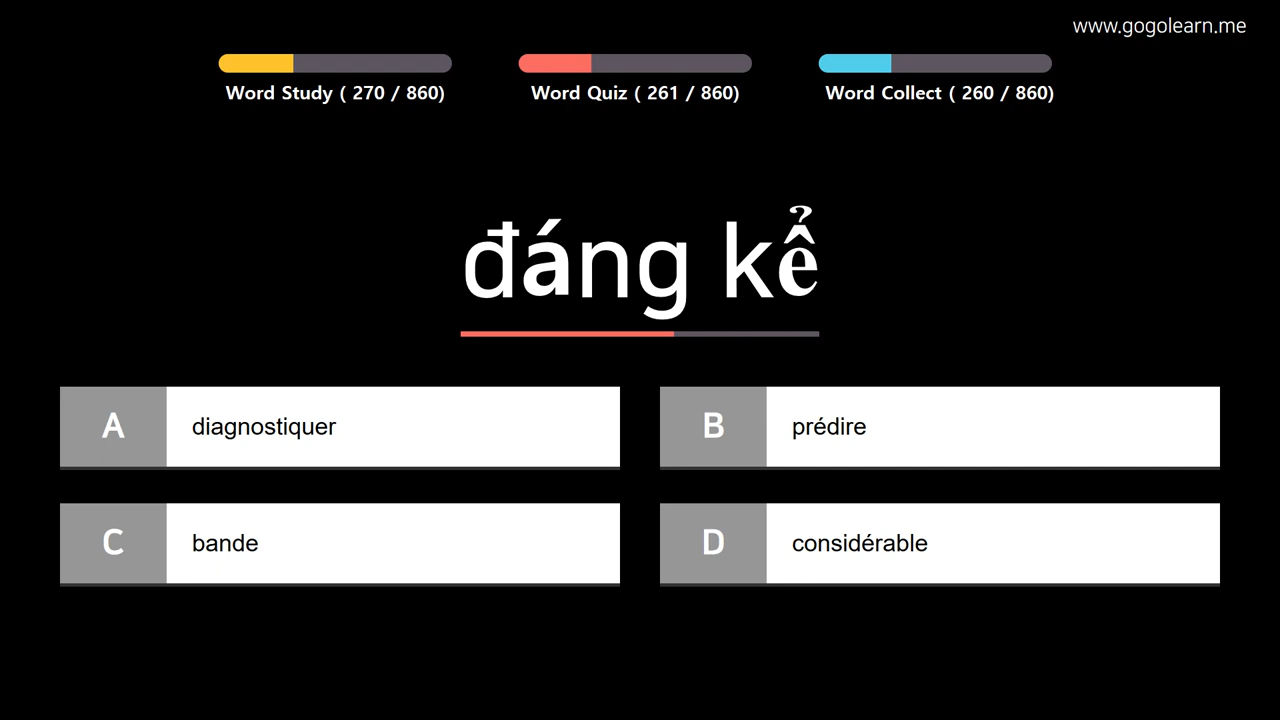 www.gogolearn.me
Word Study ( 270 / 860)
Word Quiz ( 261 / 860)
Word Collect ( 260 / 860)
đáng kể
A diagnostiquer
B prédire
C bande
D considérable